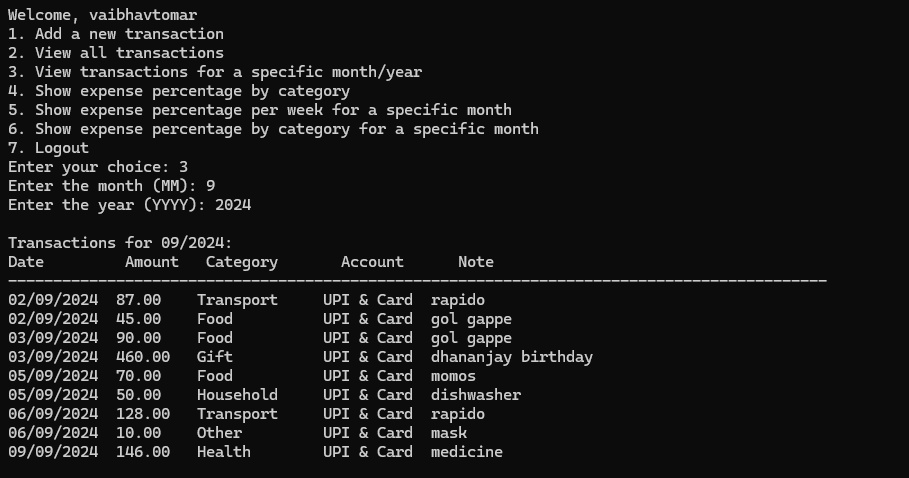 Welcome, vaibhavtomar
1. Add a new transaction
2. View all transactions
3. View transactions for a specific month/year
4. Show expense percentage by category
5. Show expense percentage per week for a specific month
6. Show expense percentage by category for a specific month
7. Logout
Enter your choice: 3
Enter the month (MM): 9
Enter the year (YYYY): 2024

Transactions for 09/2024:
Date         Amount   Category       Account      Note
-------------------------------------------------------------------------------------------
02/09/2024  87.00    Transport     UPI & Card  rapido
02/09/2024  45.00    Food          UPI & Card  gol gappe
03/09/2024  90.00    Food          UPI & Card  gol gappe
03/09/2024  460.00   Gift          UPI & Card  dhananjay birthday
05/09/2024  70.00    Food          UPI & Card  momos
05/09/2024  50.00    Household     UPI & Card  dishwasher
06/09/2024  128.00   Transport     UPI & Card  rapido
06/09/2024  10.00    Other         UPI & Card  mask
09/09/2024  146.00   Health        UPI & Card  medicine